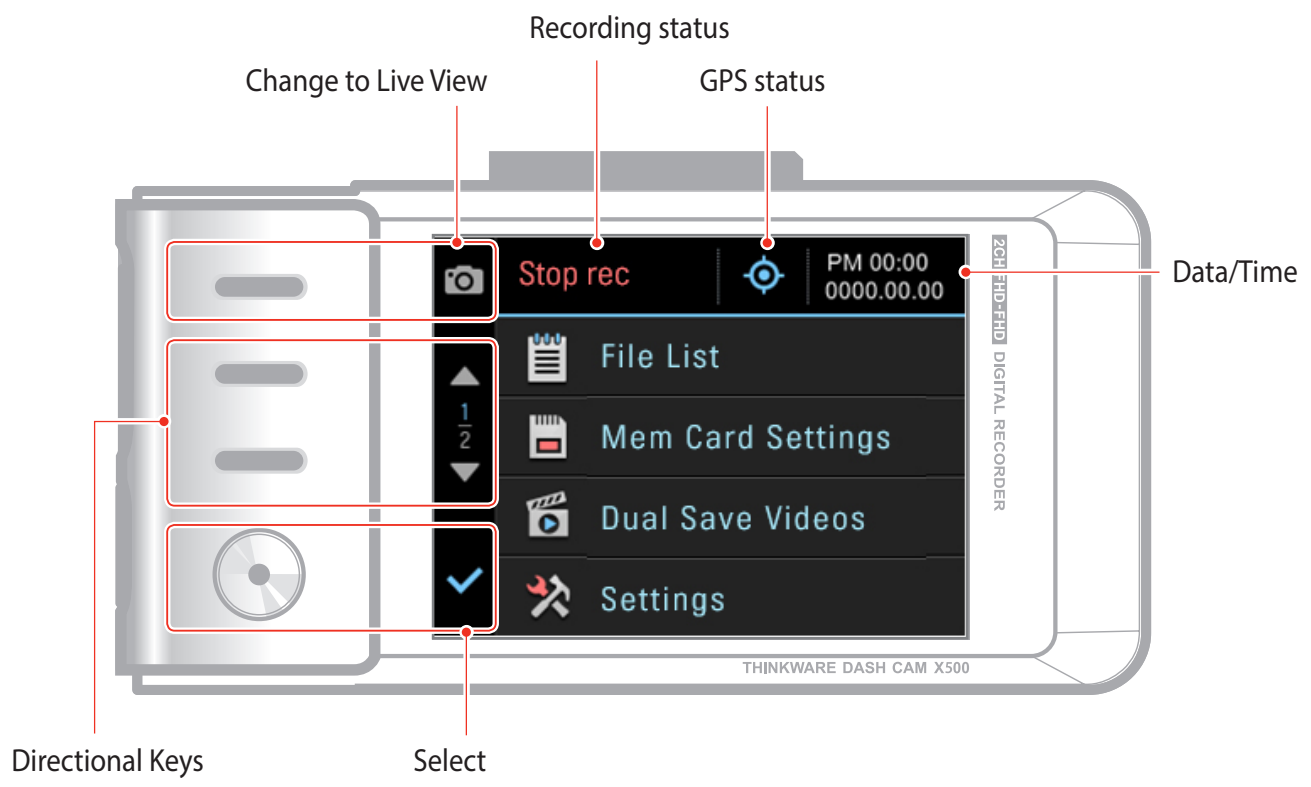 Recording status
Change to Live View
GPS status
Stop rec
PM 00:00
0000.00.00
Data/Time
File List
1
2
Mem Card Settings
Dual Save Videos
Settings
2CH FHD-FHD DIGITAL RECORDER
THINKWARE DASH CAM X500
Directional Keys
Select